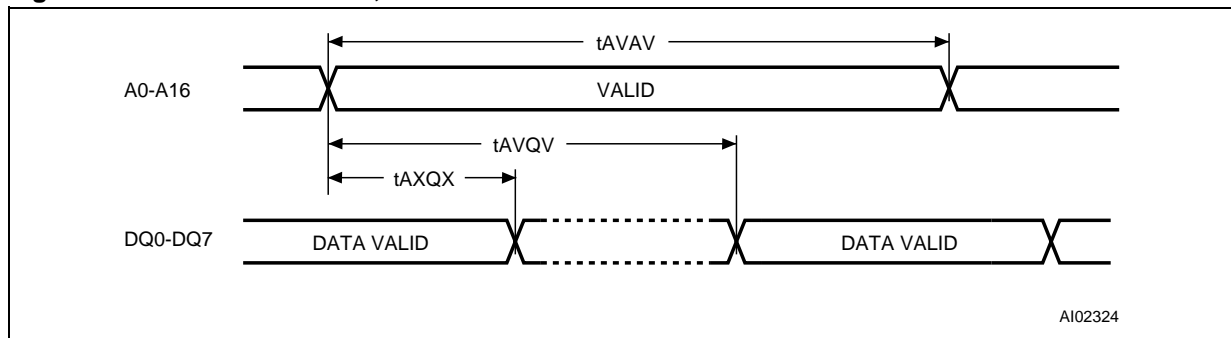 tAVAV
A0-A16
VALID
tAVQV
tAXQX
DQ0-DQ7
DATA VALID
DATA VALID
AI02324